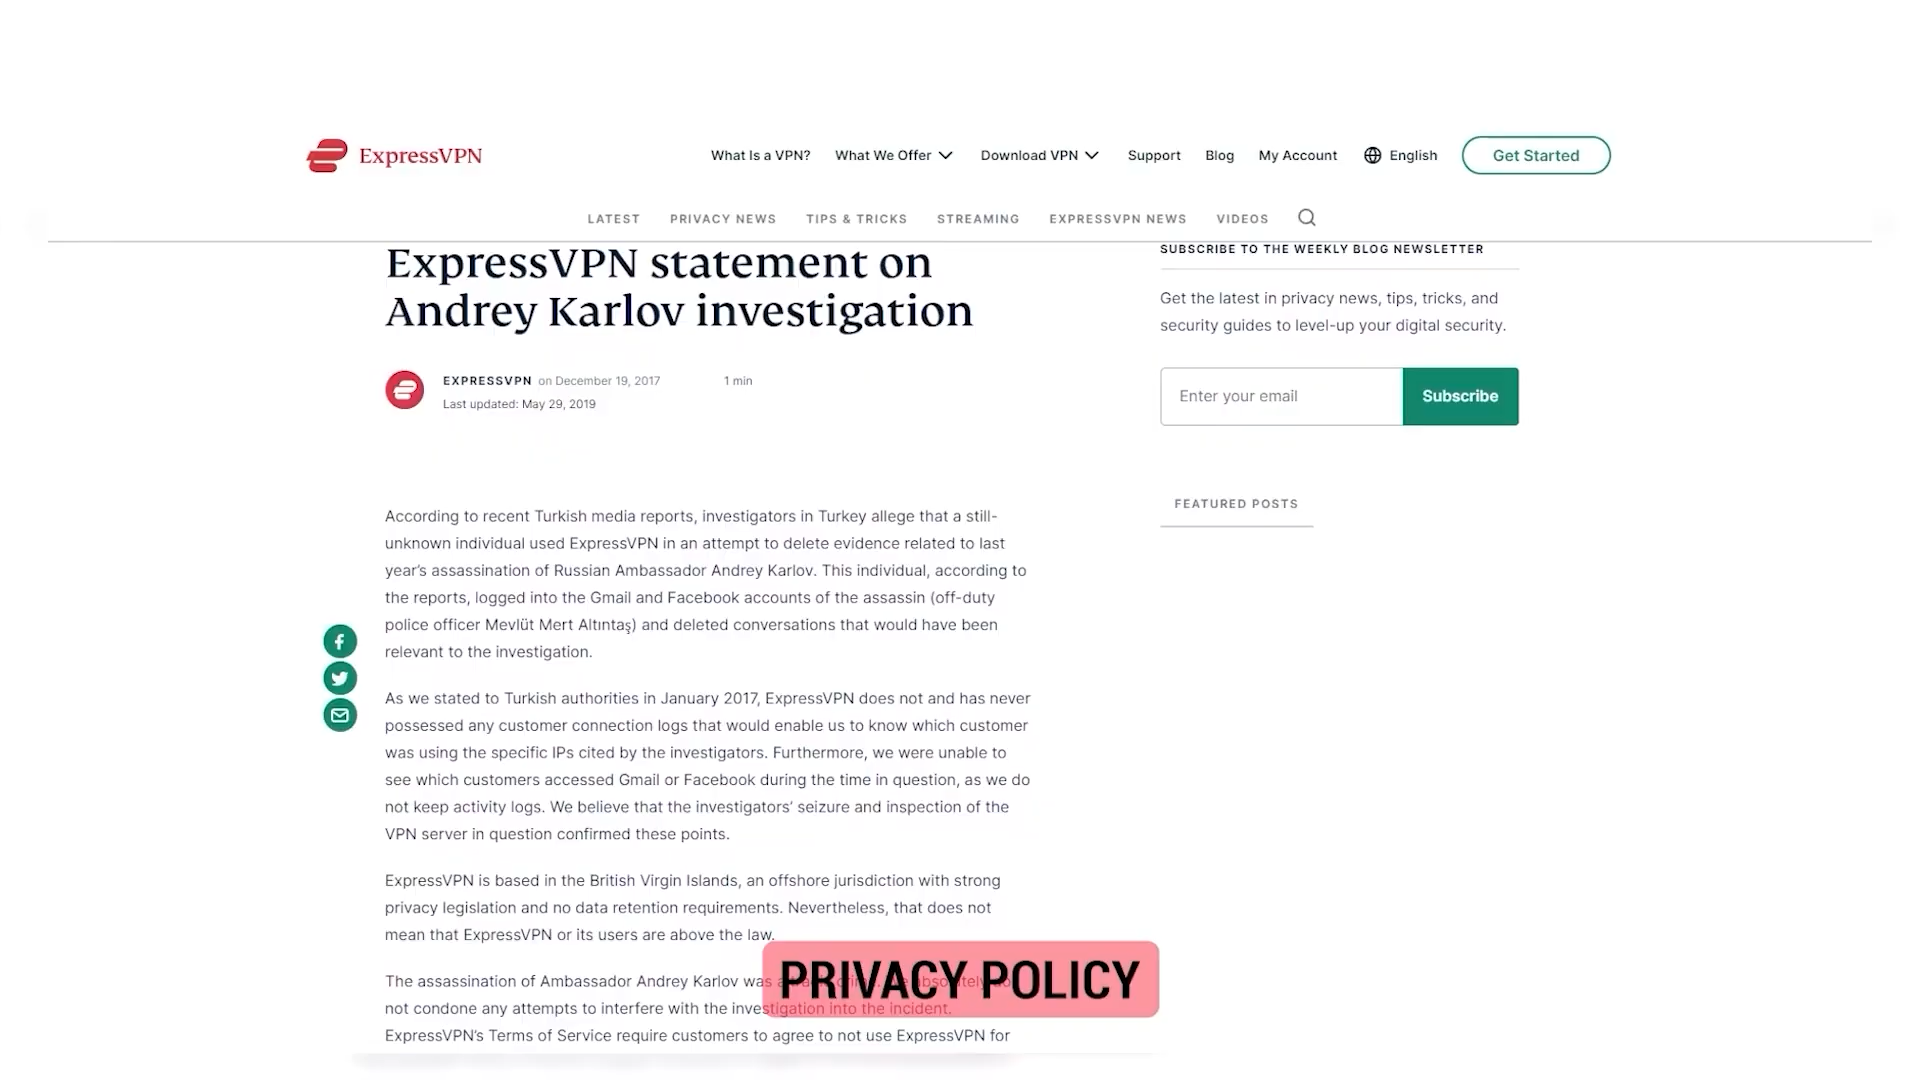 ExpressVPN
What Is a VPN? What We Offer Download VPN Support Blog My Account English Get Started
LATEST PRIVACY NEWS TIPS & TRICKS STREAMING EXPRESSVPN NEWS VIDEOS
ExpressVPN statement on
Andrey Karlov investigation
EXPRESSVPN on December 19, 2017 1 min
Last updated: May 29, 2019
According to recent Turkish media reports, investigators in Turkey allege that a still-
unknown individual used ExpressVPN in an attempt to delete evidence related to last
year's assassination of Russian Ambassador Andrey Karlov. This individual, according to
the reports, logged into the Gmail and Facebook accounts of the assassin (off-duty
police officer Mevlüt Mert Altıntaş) and deleted conversations that would have been
relevant to the investigation.
As we stated to Turkish authorities in January 2017, ExpressVPN does not and has never
possessed any customer connection logs that would enable us to know which customer
was using the specific IPs cited by the investigators. Furthermore, we were unable to
see which customers accessed Gmail or Facebook during the time in question, as we do
not keep activity logs. We believe that the investigators' seizure and inspection of the
VPN server in question confirmed these points.
ExpressVPN is based in the British Virgin Islands, an offshore jurisdiction with strong
privacy legislation and no data retention requirements. Nevertheless, that does not
mean that ExpressVPN or its users are above the law.
The assassination of Ambassador Andrey Karlov was
not condone any attempts to interfere with the investigation into the incident.
ExpressVPN's Terms of Service require customers to agree to not use ExpressVPN for
PRIVACY POLICY
SUBSCRIBE TO THE WEEKLY BLOG NEWSLETTER
Get the latest in privacy news, tips, tricks, and
security guides to level-up your digital security.
Enter your email Subscribe
FEATURED POSTS